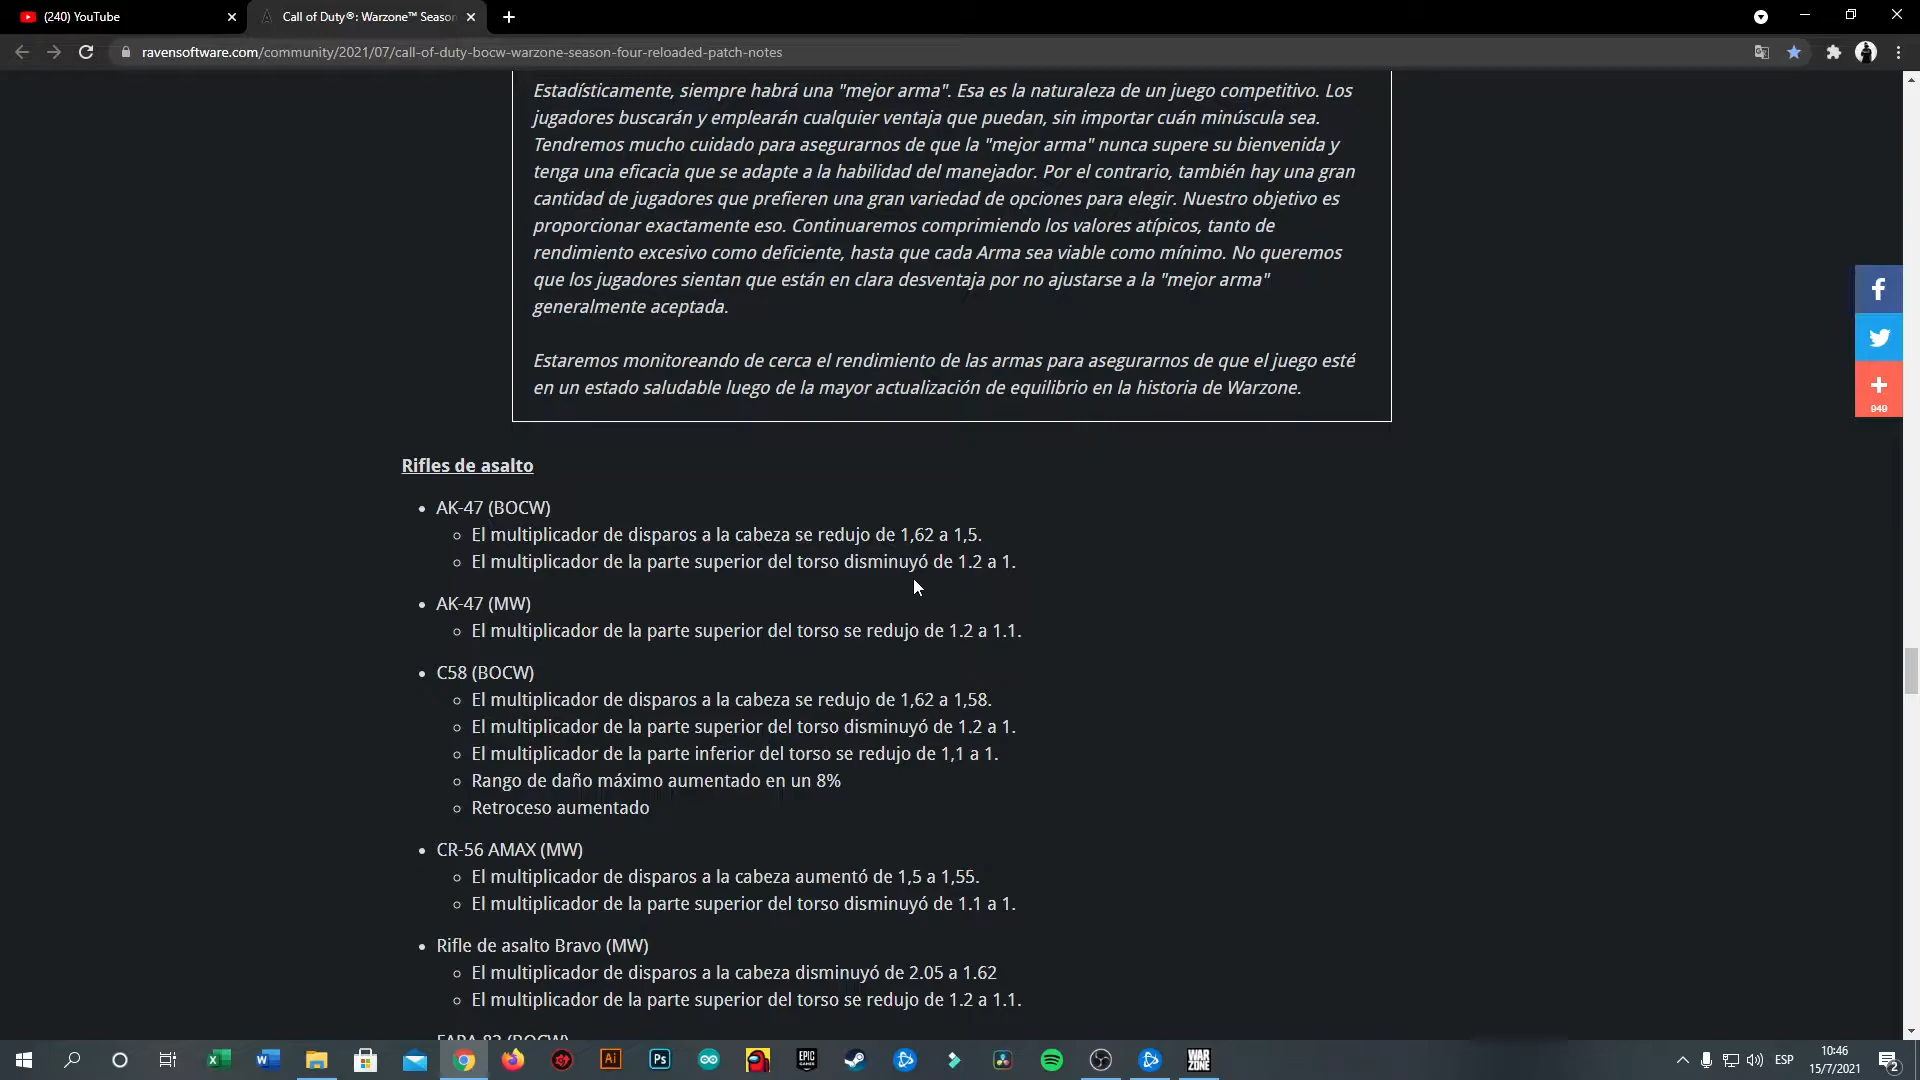 (240) YouTube
Call of Duty®: Warzone™ Season
ravensoftware.com/community/2021/07/call-of-duty-bocw-warzone-season-four-reloaded-patch-notes
Estadísticamente, siempre habrá una "mejor arma". Esa es la naturaleza de un juego competitivo. Los
jugadores buscarán y emplearán cualquier ventaja que puedan, sin importar cuán minúscula sea.
Tendremos mucho cuidado para asegurarnos de que la "mejor arma" nunca supere su bienvenida y
tenga una eficacia que se adapte a la habilidad del manejador. Por el contrario, también hay una gran
cantidad de jugadores que prefieren una gran variedad de opciones para elegir. Nuestro objetivo es
proporcionar exactamente eso. Continuaremos comprimiendo los valores atípicos, tanto de
rendimiento excesivo como deficiente, hasta que cada Arma sea viable como mínimo. No queremos
que los jugadores sientan que están en clara desventaja por no ajustarse a la "mejor arma"
generalmente aceptada.
Estaremos monitoreando de cerca el rendimiento de las armas para asegurarnos de que el juego esté
en un estado saludable luego de la mayor actualización de equilibrio en la historia de Warzone.
949
Rifles de asalto
AK-47 (BOCW)
El multiplicador de disparos a la cabeza se redujo de 1,62 a 1,5.
El multiplicador de la parte superior del torso disminuyó de 1.2 a 1.
AK-47 (MW)
El multiplicador de la parte superior del torso se redujo de 1.2 a 1.1.
C58 (BOCW)
El multiplicador de disparos a la cabeza se redujo de 1,62 a 1,58.
El multiplicador de la parte superior del torso disminuyó de 1.2 a 1.
El multiplicador de la parte inferior del torso se redujo de 1,1 a 1.
Rango de daño máximo aumentado en un 8%
Retroceso aumentado
CR-56 AMAX (MW)
El multiplicador de disparos a la cabeza aumentó de 1,5 a 1,55.
El multiplicador de la parte superior del torso disminuyó de 1.1 a 1.
Rifle de asalto Bravo (MW)
El multiplicador de disparos a la cabeza disminuyó de 2.05 a 1.62
El multiplicador de la parte superior del torso se redujo de 1.2 a 1.1.
FARA 83 (BOCW)
Ai
Ps
EPIC GAMES
WAR ZONE
ESP
10:46
15/7/2021
2